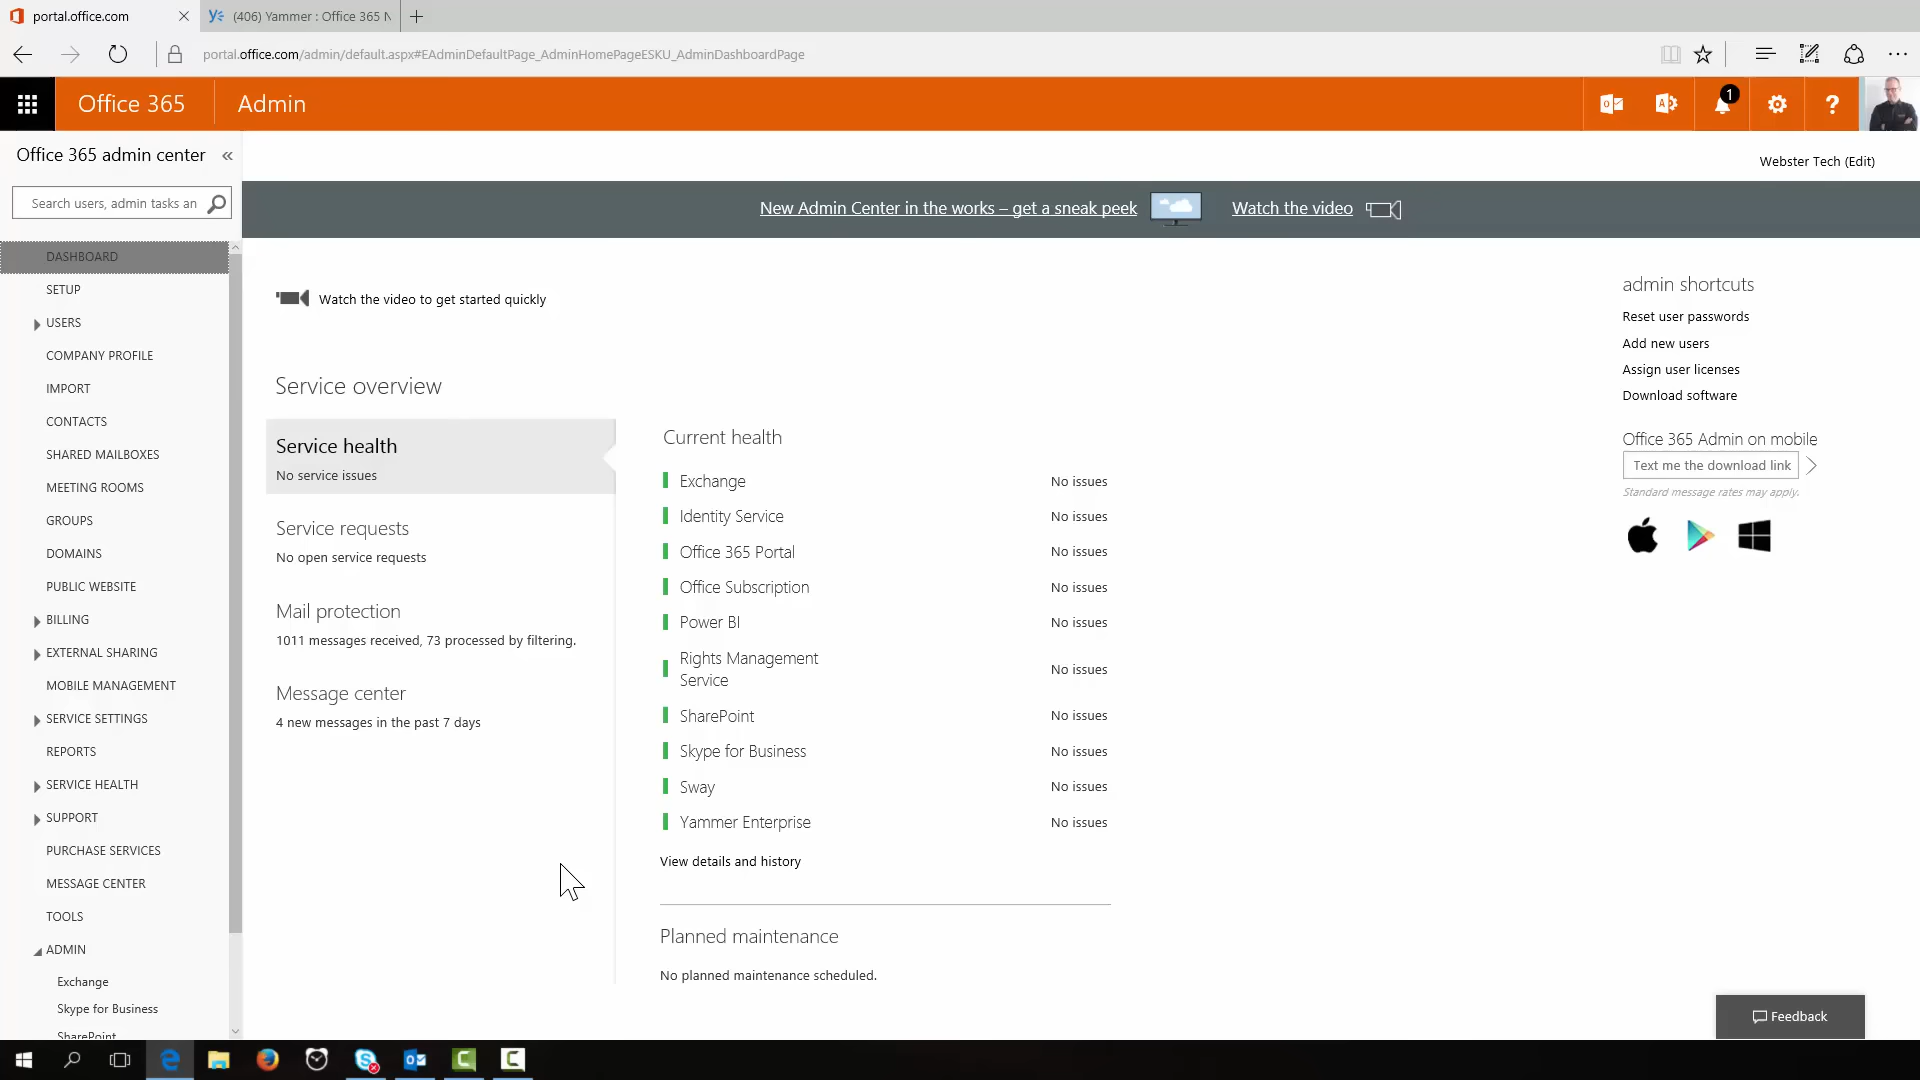 portal.office.com
(406) Yammer : Office 365 N
portal.office.com/admin/default.aspx#EAdminDefaultPage_AdminHomePageESKU_AdminDashboardPage
Office 365
Admin
1
?
Office 365 admin center «
Webster Tech (Edit)
Search users, admin tasks an
New Admin Center in the works – get a sneak peek
Watch the video
DASHBOARD
SETUP
USERS
COMPANY PROFILE
IMPORT
CONTACTS
SHARED MAILBOXES
MEETING ROOMS
GROUPS
DOMAINS
PUBLIC WEBSITE
BILLING
EXTERNAL SHARING
MOBILE MANAGEMENT
SERVICE SETTINGS
REPORTS
SERVICE HEALTH
SUPPORT
PURCHASE SERVICES
MESSAGE CENTER
TOOLS
ADMIN
Exchange
Skype for Business
SharePoint
Watch the video to get started quickly
Service overview
Service health
No service issues
Service requests
No open service requests
Mail protection
1011 messages received, 73 processed by filtering.
Message center
4 new messages in the past 7 days
Current health
Exchange No issues
Identity Service No issues
Office 365 Portal No issues
Office Subscription No issues
Power BI No issues
Rights Management
Service No issues
SharePoint No issues
Skype for Business No issues
Sway No issues
Yammer Enterprise No issues
View details and history
Planned maintenance
No planned maintenance scheduled.
admin shortcuts
Reset user passwords
Add new users
Assign user licenses
Download software
Office 365 Admin on mobile
Text me the download link
Standard message rates may apply.
Feedback